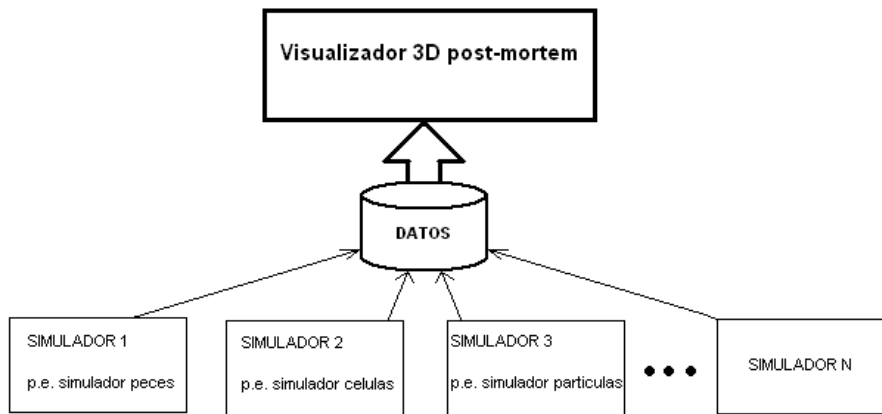 Visualizador 3D post-mortem
DATOS
SIMULADOR 1
p.e. simulador peces
SIMULADOR 2
p.e. simulador celulas
SIMULADOR 3
p.e. simulador particulas
SIMULADOR N